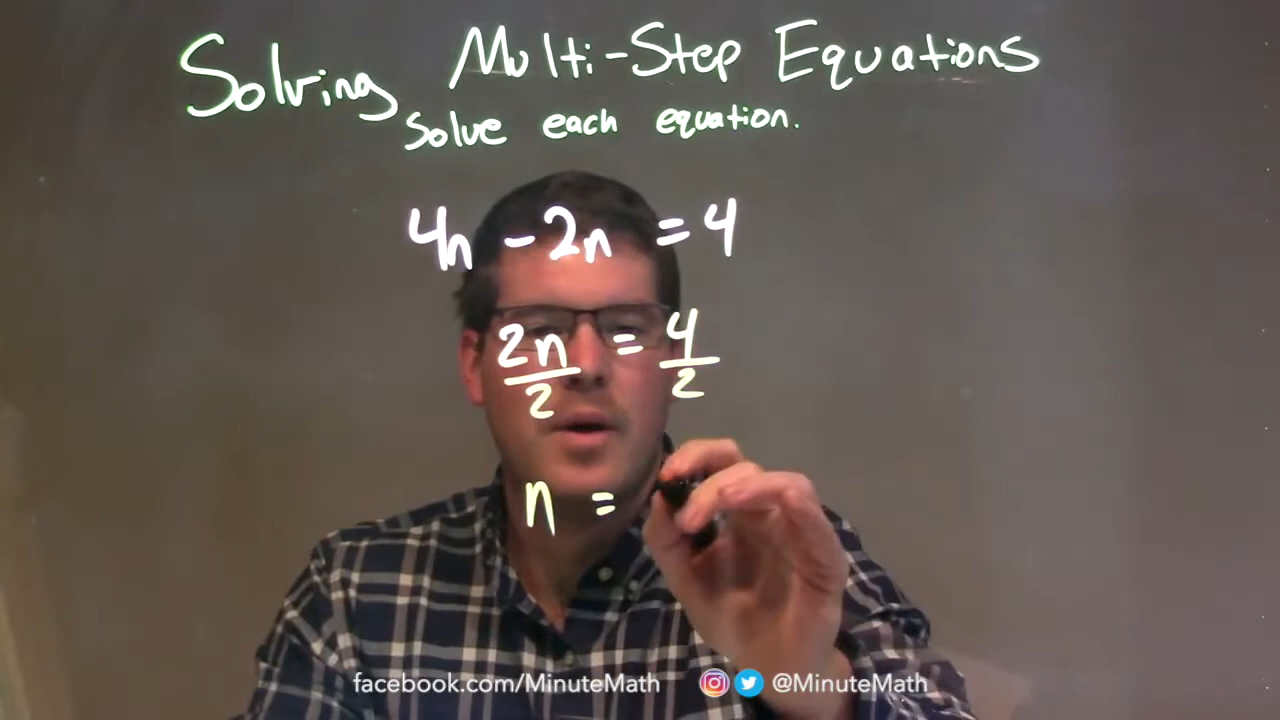 Solving Multi-Step Equations
Solve each equation.
4n - 2n = 4
2n/2 = 4/2
n =
facebook.com/MinuteMath @MinuteMath